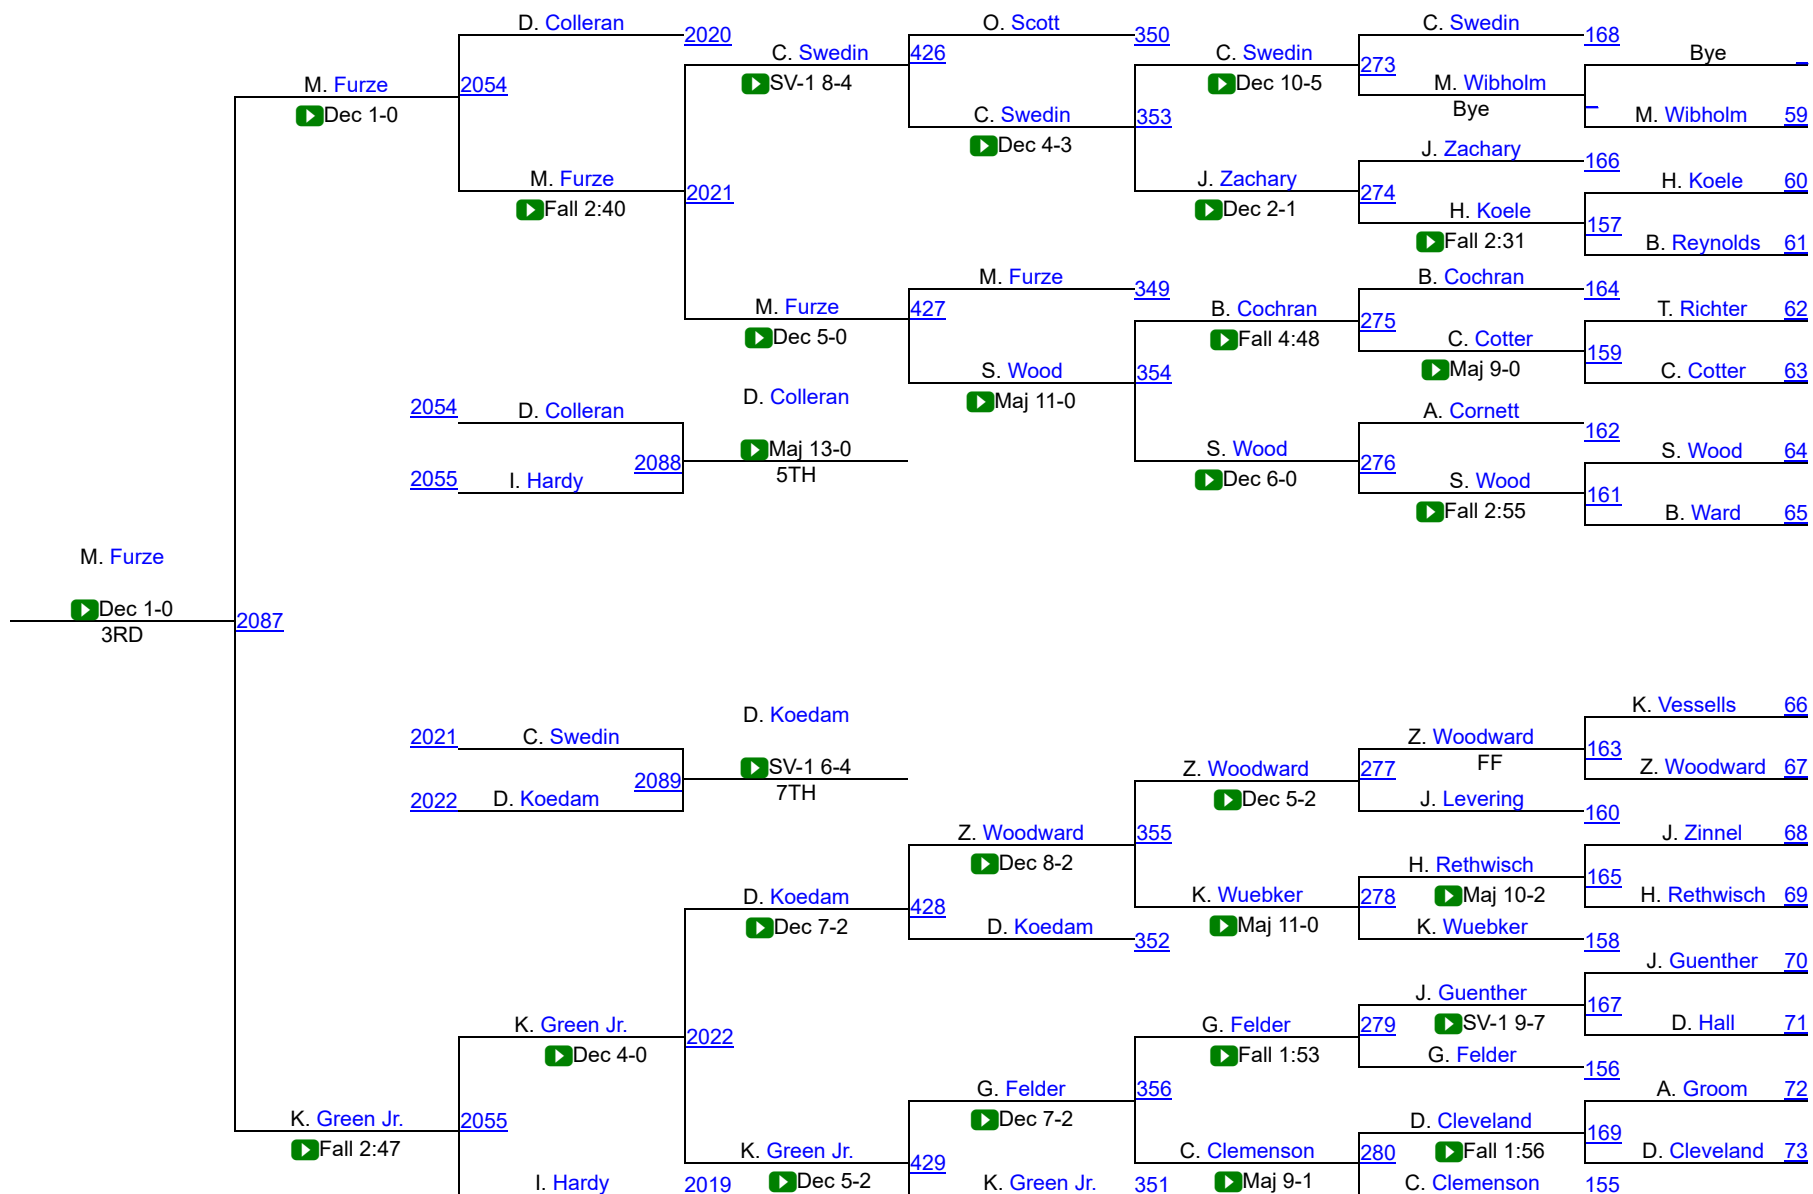 D. Colleran
2020
O. Scott
350
C. Swedin
168
C. Swedin
426
SV-1 8-4
C. Swedin
273
Dec 10-5
Bye
M. Furze
2054
Dec 1-0
M. Wibholm
Bye
C. Swedin
353
Dec 4-3
M. Wibholm 59
J. Zachary
166
M. Furze
2021
Fall 2:40
J. Zachary
274
Dec 2-1
H. Koele 60
H. Koele
157
Fall 2:31
B. Reynolds 61
M. Furze
349
B. Cochran
164
M. Furze
427
Dec 5-0
B. Cochran
275
Fall 4:48
T. Richter 62
C. Cotter
159
Maj 9-0
S. Wood
354
Maj 11-0
C. Cotter 63
2054 D. Colleran
D. Colleran
A. Cornett
162
2088
Maj 13-0
5TH
S. Wood
276
Dec 6-0
S. Wood 64
2055 I. Hardy
S. Wood
161
Fall 2:55
B. Ward 65
M. Furze
Dec 1-0
3RD
2087
K. Vessells 66
D. Koedam
2021 C. Swedin
Z. Woodward
FF
163
2089
SV-1 6-4
7TH
Z. Woodward
277
Dec 5-2
Z. Woodward 67
2022 D. Koedam
J. Levering
160
Z. Woodward
355
Dec 8-2
J. Zinnel 68
H. Rethwisch
165
Maj 10-2
D. Koedam
428
Dec 7-2
K. Wuebker
278
Maj 11-0
H. Rethwisch 69
D. Koedam
352
K. Wuebker
158
J. Guenther 70
J. Guenther
167
SV-1 9-7
K. Green Jr.
2022
Dec 4-0
G. Felder
279
Fall 1:53
D. Hall 71
G. Felder
156
G. Felder
356
Dec 7-2
A. Groom 72
K. Green Jr.
2055
Fall 2:47
D. Cleveland
169
Fall 1:56
K. Green Jr.
429
Dec 5-2
C. Clemenson
280
Maj 9-1
D. Cleveland 73
I. Hardy
2019
K. Green Jr.
351
C. Clemenson
155